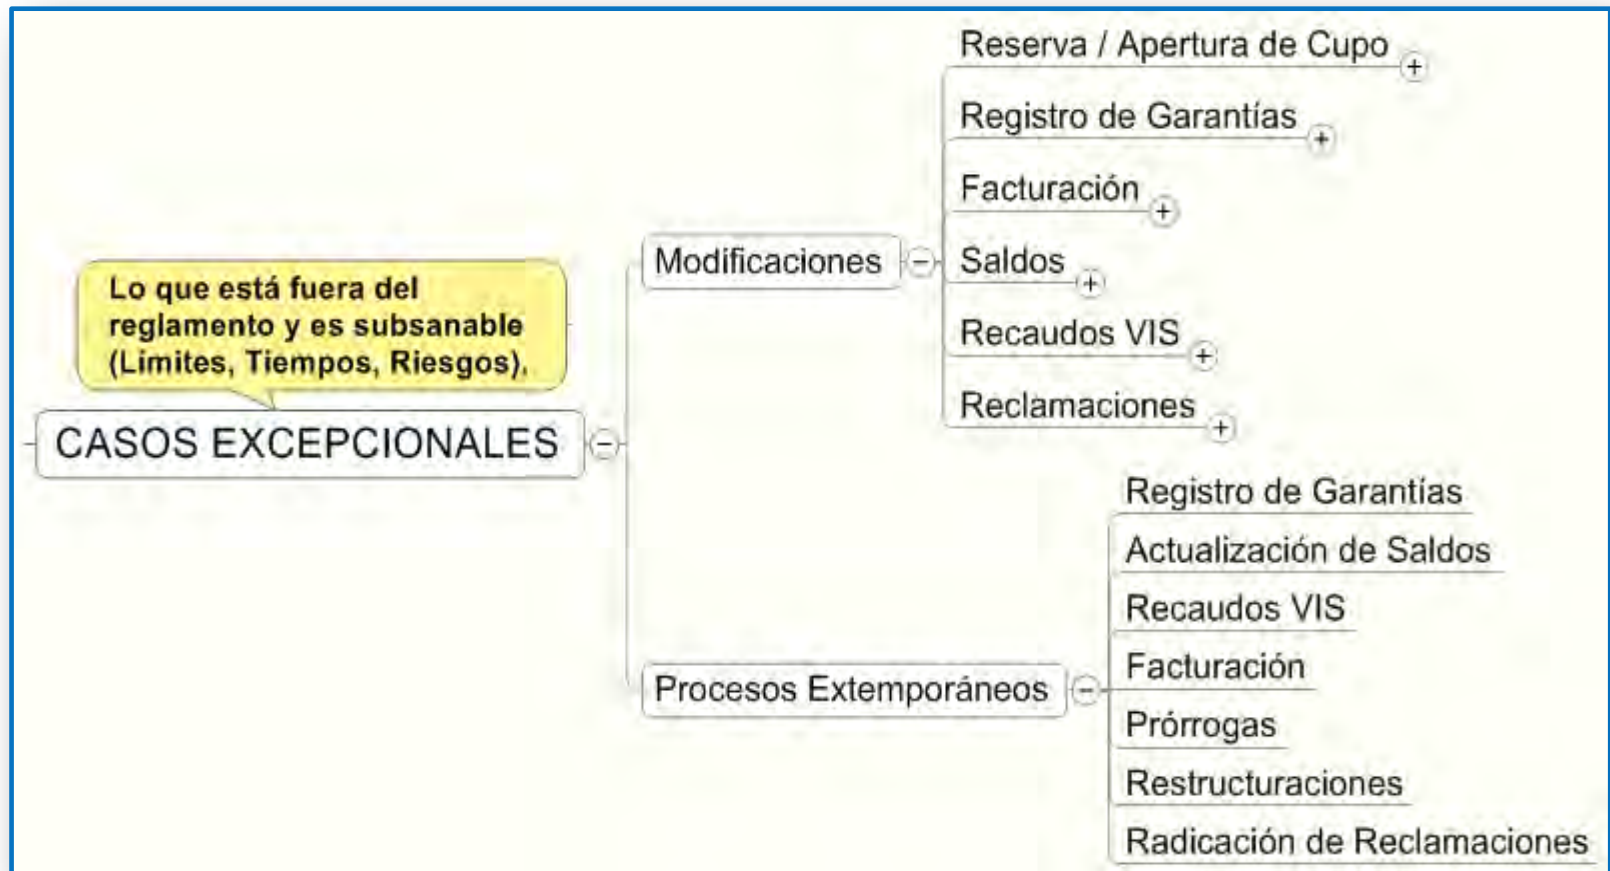 Lo que está fuera del
reglamento y es subsanable
(Limites, Tiempos, Riesgos).
CASOS EXCEPCIONALES
Modificaciones
Reserva / Apertura de Cupo
Registro de Garantías
Facturación
Saldos
Recaudos VIS
Reclamaciones
Procesos Extemporáneos
Registro de Garantías
Actualización de Saldos
Recaudos VIS
Facturación
Prórrogas
Restructuraciones
Radicación de Reclamaciones